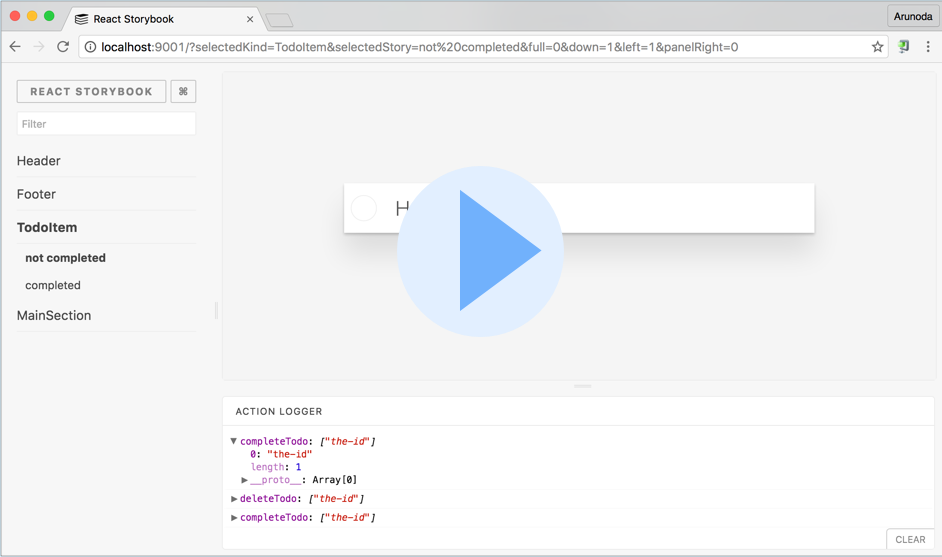 React Storybook
Arunoda
localhost:9001/?selectedKind=TodoItem&selectedStory=not%20completed&full=0&down=1&left=1&panelRight=0
REACT STORYBOOK ⌘
Filter
Header
Footer
TodoItem
not completed
completed
MainSection
H
ACTION LOGGER
▼completeTodo: ["the-id"]
0: "the-id"
length: 1
▶__proto__: Array[0]
▶deleteTodo: ["the-id"]
▶completeTodo: ["the-id"]
CLEAR